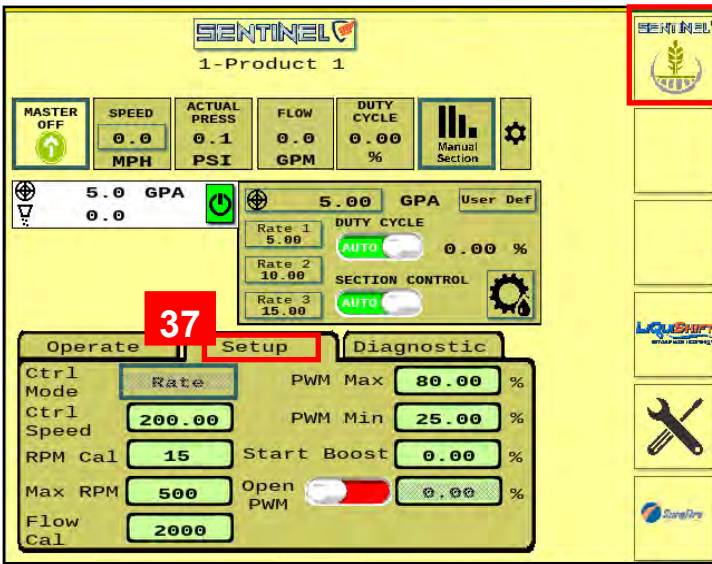 SENTINEL
1-Product 1
MASTER OFF
SPEED
0.0
MPH
ACTUAL PRESS
0.1
PSI
FLOW
0.0
GPM
DUTY CYCLE
0.00
%
Manual Section
5.0 GPA
0.0
5.00 GPA
User Def
Rate 1
5.00
Rate 2
10.00
Rate 3
15.00
DUTY CYCLE
AUTO
0.00 %
SECTION CONTROL
AUTO
37
Operate
Setup
Diagnostic
Ctrl Mode
Rate
Ctrl Speed
200.00
RPM Cal
15
Max RPM
500
Flow Cal
2000
PWM Max
80.00 %
PWM Min
25.00 %
Start Boost
0.00 %
Open PWM
0.00 %
SENTINEL
LiquiShift
SureFire